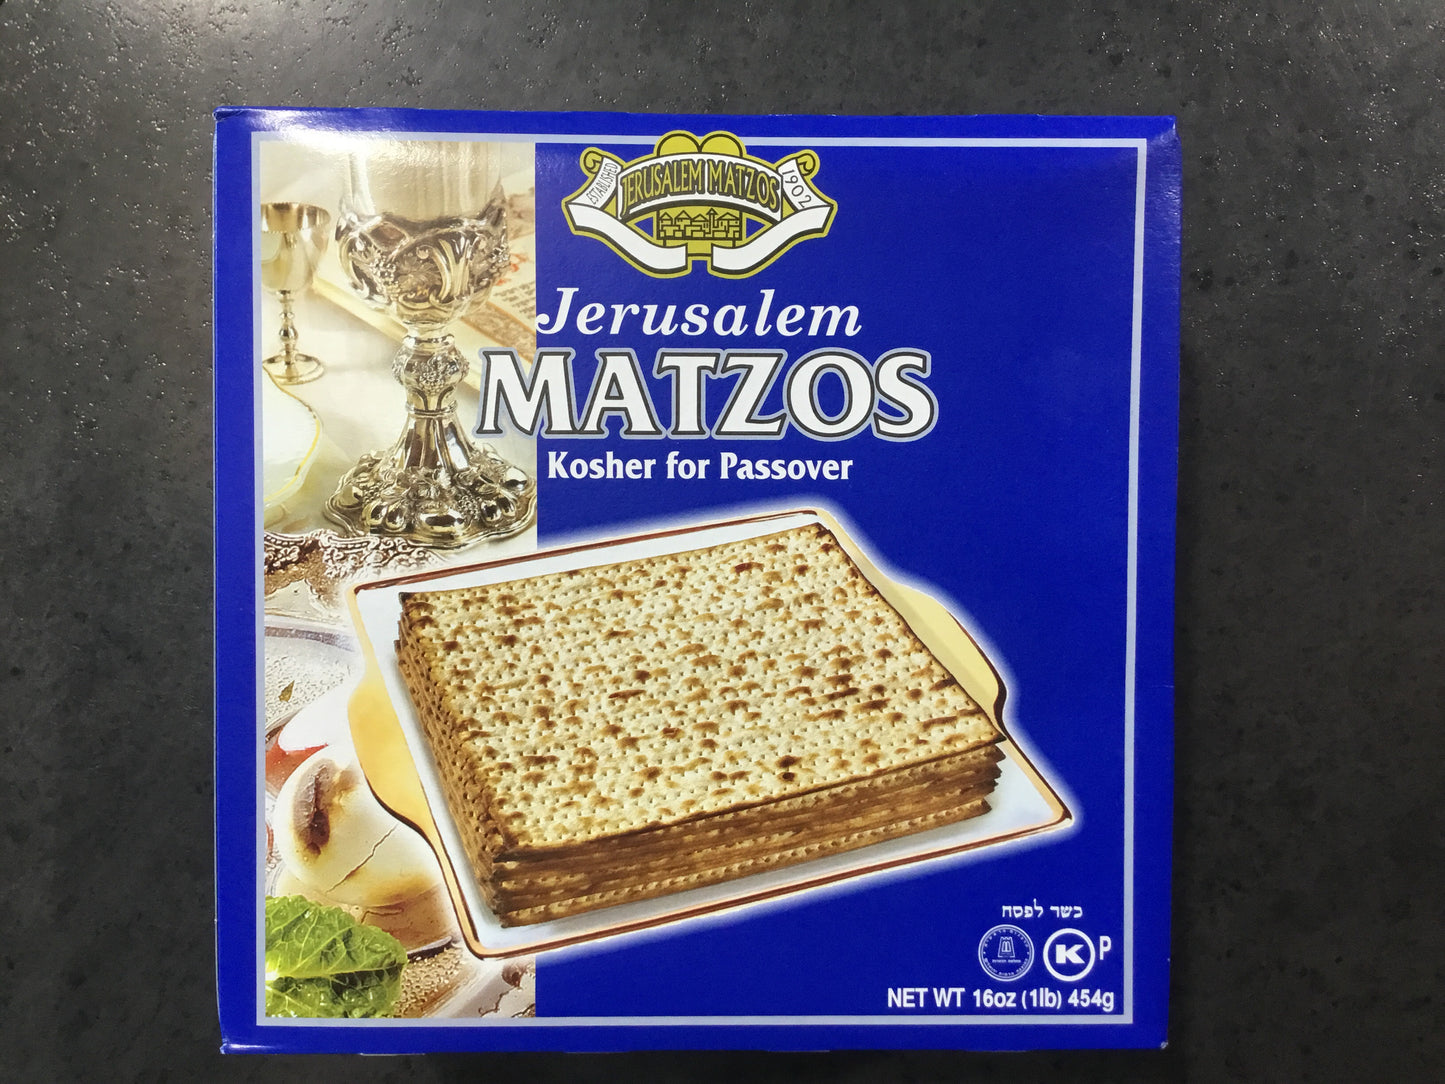 ESTABLISHED
JERUSALEM MATZOS
1902
Jerusalem
MATZOS
Kosher for Passover
כשר לפסח
K P
NET WT 16oz (1lb) 454g